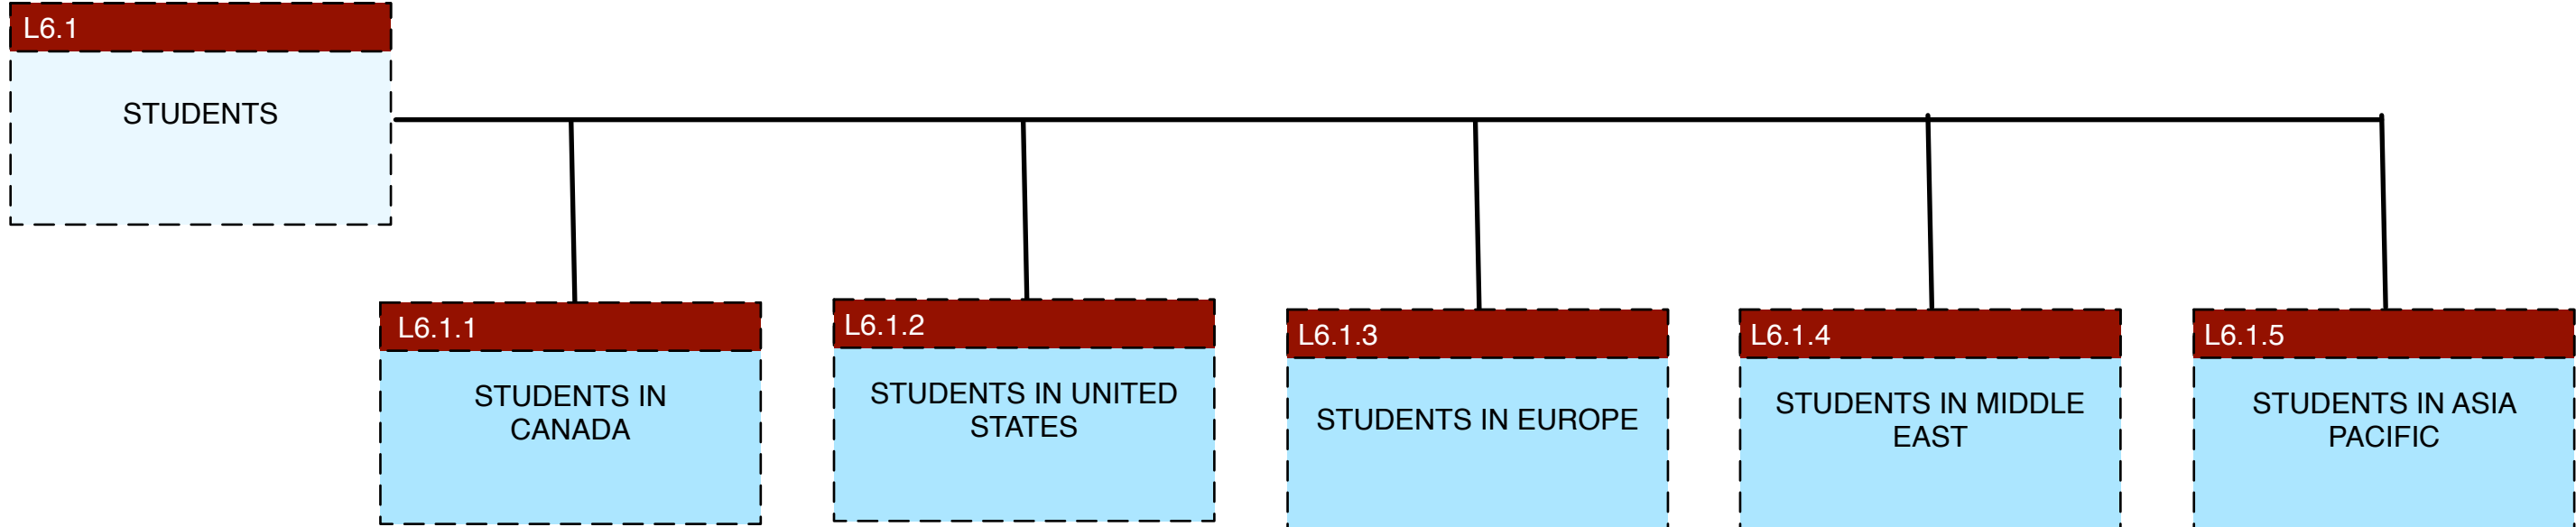 L6.1
STUDENTS
L6.1.1
STUDENTS IN
CANADA
L6.1.2
STUDENTS IN UNITED
STATES
L6.1.3
STUDENTS IN EUROPE
L6.1.4
STUDENTS IN MIDDLE
EAST
L6.1.5
STUDENTS IN ASIA
PACIFIC